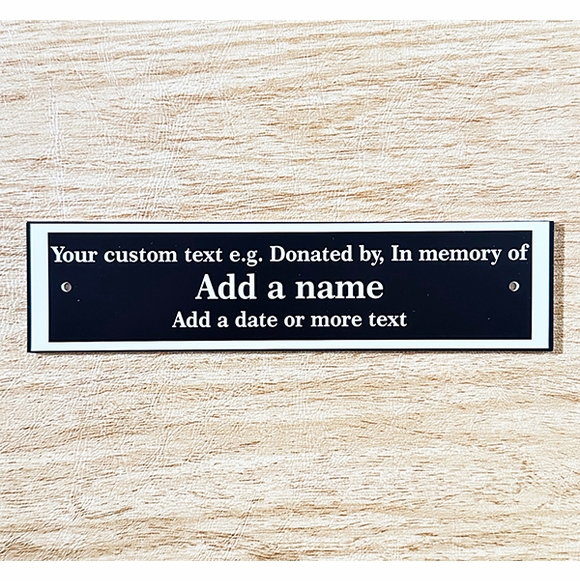 Your custom text e.g. Donated by, In memory of
Add a name
Add a date or more text